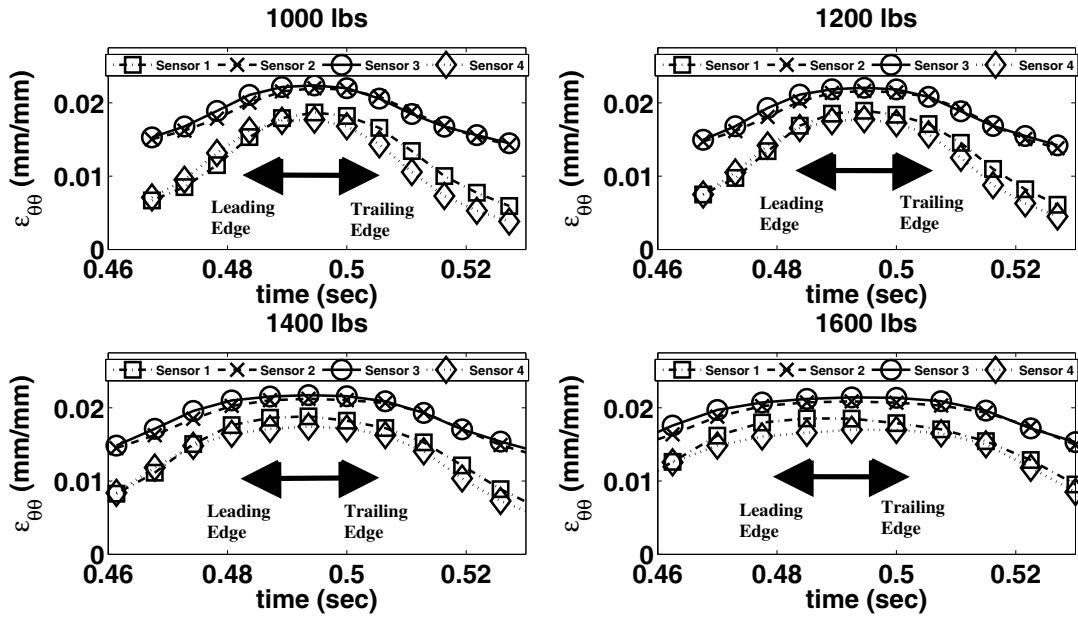 1000 lbs
Sensor 1 Sensor 2 Sensor 3 Sensor 4
0.02
0.01
0
ε_θθ (mm/mm)
Leading
Edge
Trailing
Edge
0.46 0.48 0.5 0.52
time (sec)
1200 lbs
Sensor 1 Sensor 2 Sensor 3 Sensor 4
0.02
0.01
0
ε_θθ (mm/mm)
Leading
Edge
Trailing
Edge
0.46 0.48 0.5 0.52
time (sec)
1400 lbs
Sensor 1 Sensor 2 Sensor 3 Sensor 4
0.02
0.01
0
ε_θθ (mm/mm)
Leading
Edge
Trailing
Edge
0.46 0.48 0.5 0.52
time (sec)
1600 lbs
Sensor 1 Sensor 2 Sensor 3 Sensor 4
0.02
0.01
0
ε_θθ (mm/mm)
Leading
Edge
Trailing
Edge
0.46 0.48 0.5 0.52
time (sec)